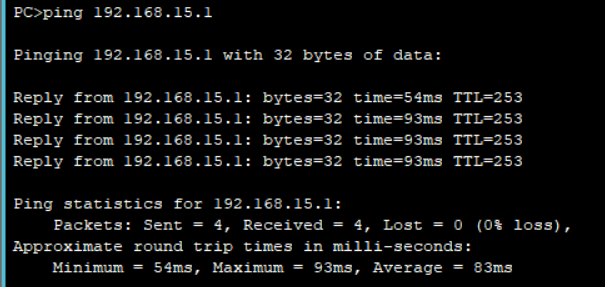 PC>ping 192.168.15.1
Pinging 192.168.15.1 with 32 bytes of data:
Reply from 192.168.15.1: bytes=32 time=54ms TTL=253
Reply from 192.168.15.1: bytes=32 time=93ms TTL=253
Reply from 192.168.15.1: bytes=32 time=93ms TTL=253
Reply from 192.168.15.1: bytes=32 time=93ms TTL=253
Ping statistics for 192.168.15.1:
Packets: Sent = 4, Received = 4, Lost = 0 (0% loss),
Approximate round trip times in milli-seconds:
Minimum = 54ms, Maximum = 93ms, Average = 83ms